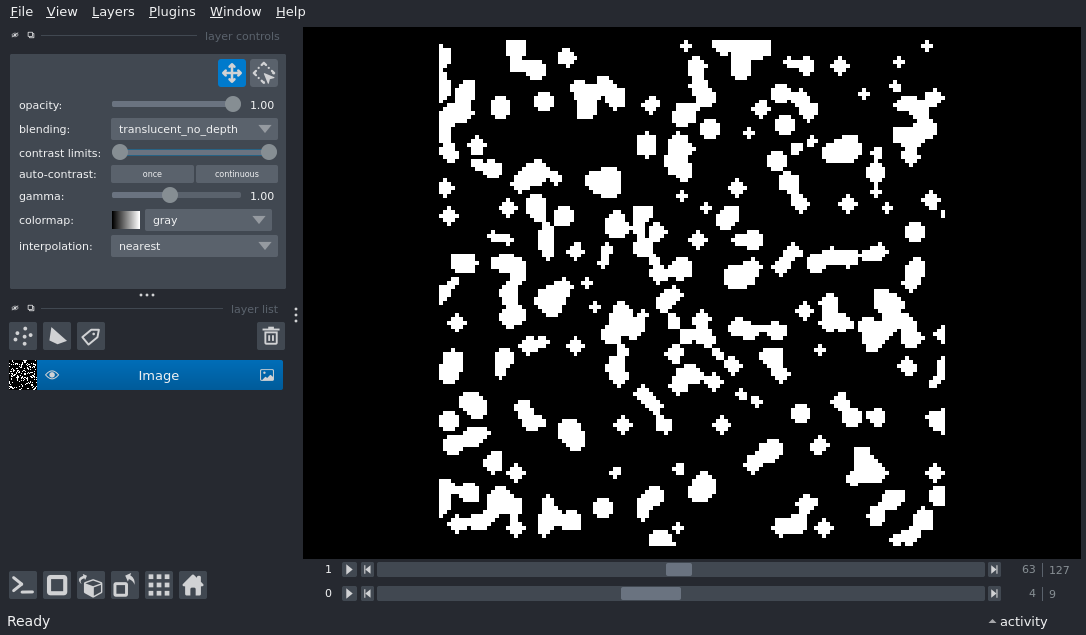 File View Layers Plugins Window Help
layer controls
opacity: 1.00
blending: translucent_no_depth
contrast limits:
auto-contrast: once continuous
gamma: 1.00
colormap: gray
interpolation: nearest
layer list
Image
1 63 127
0 4 9
Ready activity